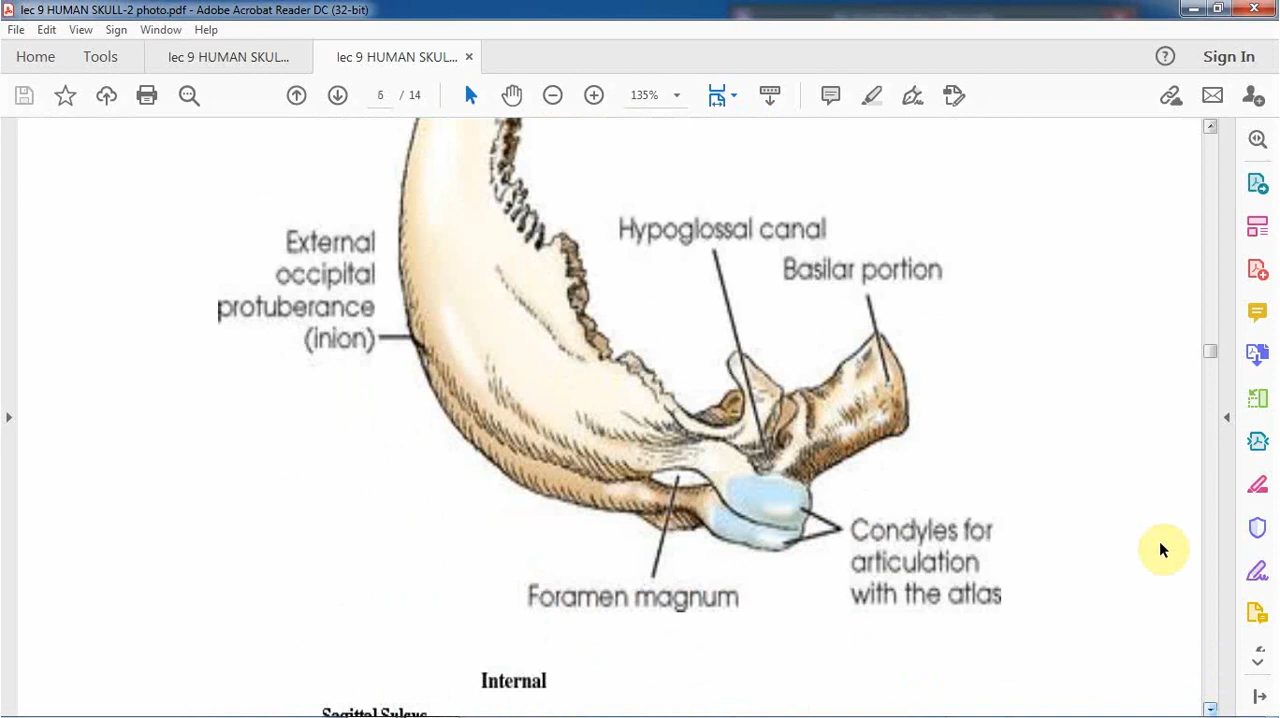 lec 9 HUMAN SKULL-2 photo.pdf - Adobe Acrobat Reader DC (32-bit)
File Edit View Sign Window Help
Home Tools lec 9 HUMAN SKUL... lec 9 HUMAN SKUL... × Sign In
6 / 14 135%
Hypoglossal canal
External
occipital
protuberance
(inion)
Basilar portion
Condyles for
articulation
with the atlas
Foramen magnum
Internal
Sagittal Sulcus